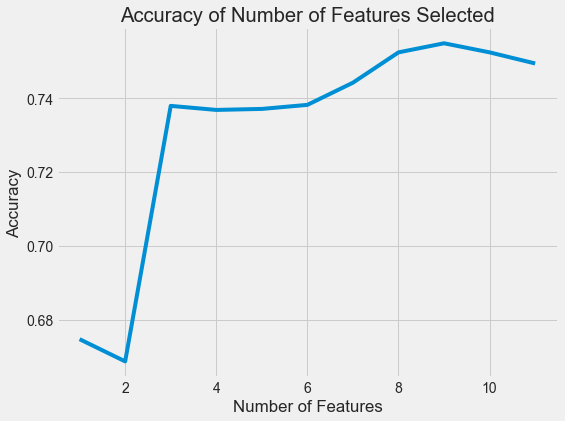 Accuracy of Number of Features Selected
Accuracy
0.74
0.72
0.70
0.68
2 4 6 8 10
Number of Features